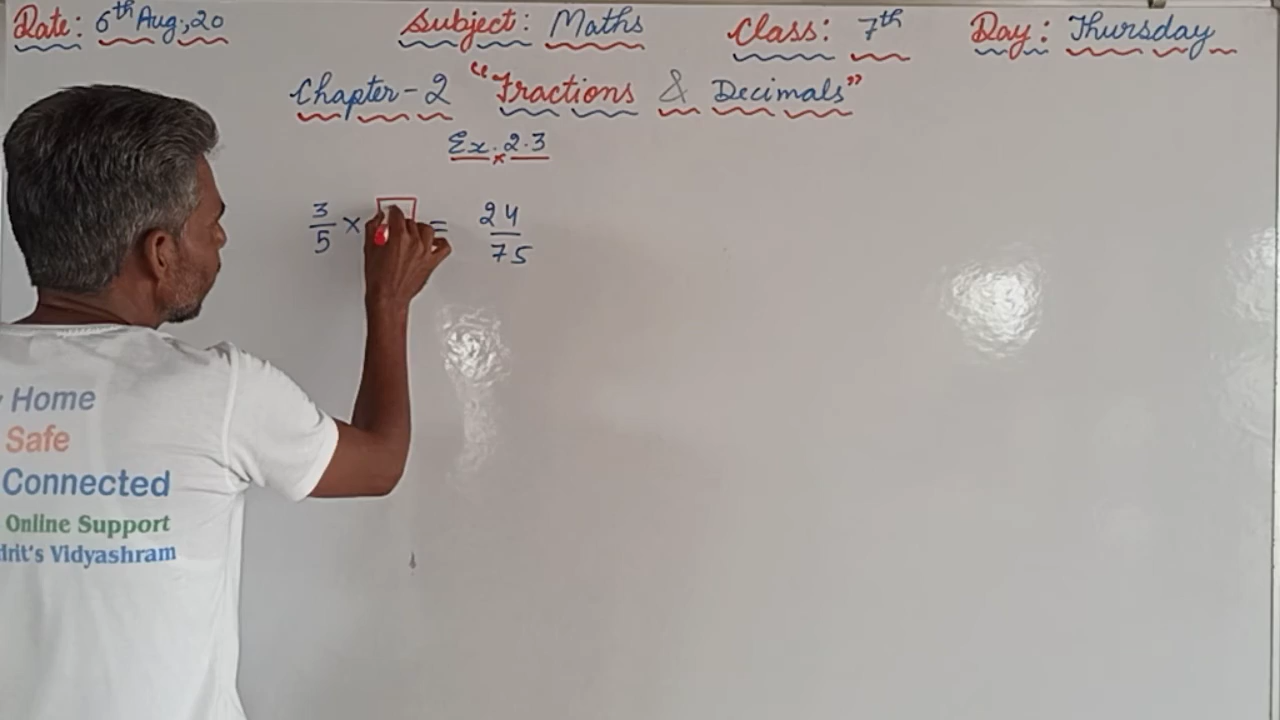 Date: 6th Aug, 20 Subject: Maths Class: 7th Day: Thursday
Chapter-2 "Fractions & Decimals"
Ex. 2.3
3/5 × = 24/75
Home
Safe
Connected
Online Support
Vidyashram